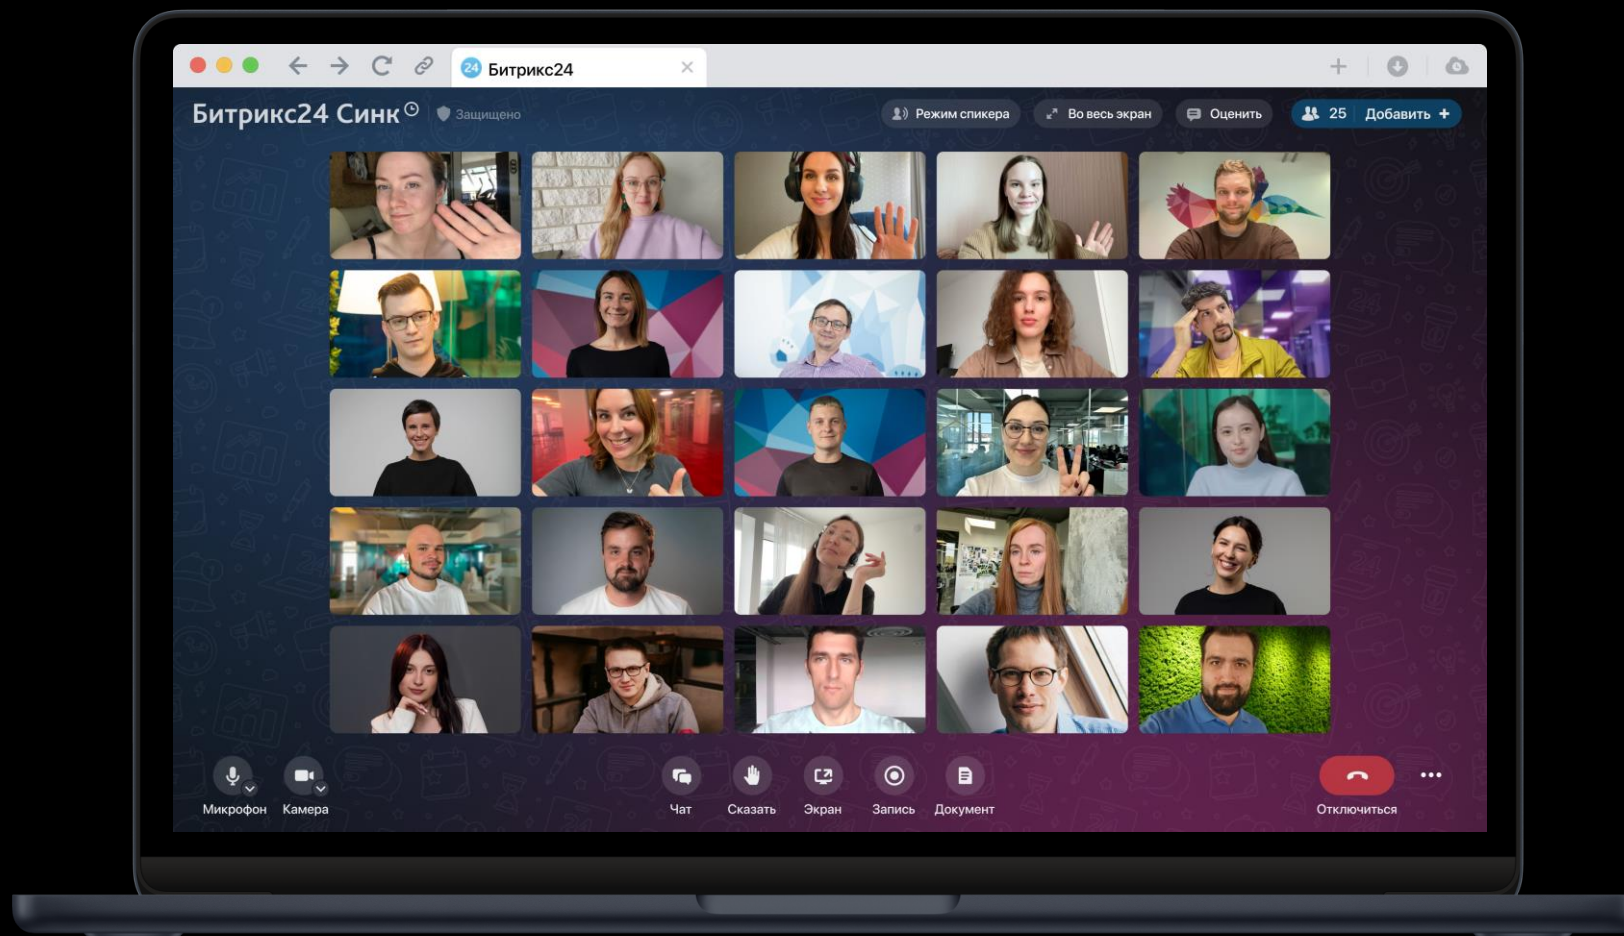 24 Битрикс24
Битрикс24 Синк Защищено
Режим спикера Во весь экран Оценить 25 Добавить +
Микрофон Камера Чат Сказать Экран Запись Документ Отключиться